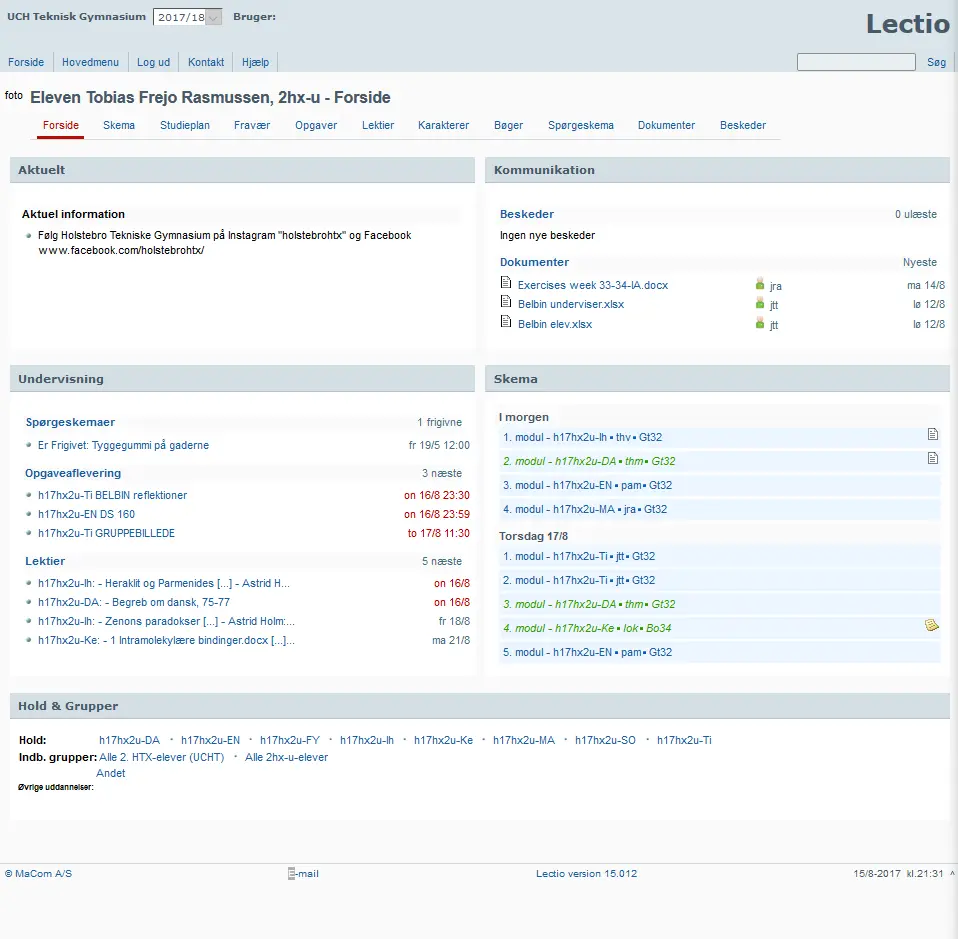 UCH Teknisk Gymnasium 2017/18 Bruger:
Lectio
Forside Hovedmenu Log ud Kontakt Hjælp Søg
foto Eleven Tobias Frejo Rasmussen, 2hx-u - Forside
Forside Skema Studieplan Fravær Opgaver Lektier Karakterer Bøger Spørgeskema Dokumenter Beskeder
Aktuelt
Aktuel information
Følg Holstebro Tekniske Gymnasium på Instagram "holstebrohtx" og Facebook
www.facebook.com/holstebrohtx/
Kommunikation
Beskeder 0 ulæste
Ingen nye beskeder
Dokumenter Nyeste
Exercises week 33-34-IA.docx jra ma 14/8
Belbin underviser.xlsx jtt lø 12/8
Belbin elev.xlsx jtt lø 12/8
Undervisning
Spørgeskemaer 1 frigivne
Er Frigivet: Tyggegummi på gaderne fr 19/5 12:00
Opgaveaflevering 3 næste
h17hx2u-Ti BELBIN reflektioner on 16/8 23:30
h17hx2u-EN DS 160 on 16/8 23:59
h17hx2u-Ti GRUPPEBILLEDE to 17/8 11:30
Lektier 5 næste
h17hx2u-Ih: - Heraklit og Parmenides [...] - Astrid H... on 16/8
h17hx2u-DA: - Begreb om dansk, 75-77 on 16/8
h17hx2u-Ih: - Zenons paradokser [...] - Astrid Holm:... fr 18/8
h17hx2u-Ke: - 1 Intramolekylære bindinger.docx [...]... ma 21/8
Skema
I morgen
1. modul - h17hx2u-Ih ▪ thv ▪ Gt32
2. modul - h17hx2u-DA ▪ thm ▪ Gt32
3. modul - h17hx2u-EN ▪ pam ▪ Gt32
4. modul - h17hx2u-MA ▪ jra ▪ Gt32
Torsdag 17/8
1. modul - h17hx2u-Ti ▪ jtt ▪ Gt32
2. modul - h17hx2u-Ti ▪ jtt ▪ Gt32
3. modul - h17hx2u-DA ▪ thm ▪ Gt32
4. modul - h17hx2u-Ke ▪ lok ▪ Bo34
5. modul - h17hx2u-EN ▪ pam ▪ Gt32
Hold & Grupper
Hold: h17hx2u-DA · h17hx2u-EN · h17hx2u-FY · h17hx2u-Ih · h17hx2u-Ke · h17hx2u-MA · h17hx2u-SO · h17hx2u-Ti
Indb. grupper: Alle 2. HTX-elever (UCHT) · Alle 2hx-u-elever
Andet
Øvrige uddannelser:
© MaCom A/S E-mail Lectio version 15.012 15/8-2017 kl.21:31 ^